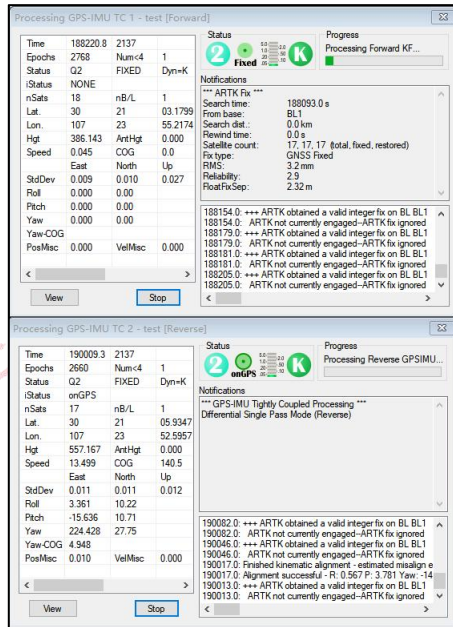 Processing GPS-IMU TC 1 - test [Forward]
Time 188220.8 2137
Epochs 2768 Num<4 1
Status Q2 FIXED Dyn=K
iStatus NONE
nSats 18 nB/L 1
Lat. 30 21 03.1799
Lon. 107 23 55.2174
Hgt 386.143 AntHgt 0.000
Speed 0.045 COG 0.0
East North Up
StdDev 0.009 0.010 0.027
Roll 0.000 0.00
Pitch 0.000 0.00
Yaw 0.000 0.00
Yaw-COG
PosMisc 0.000 VelMisc 0.000
View Stop
Status
2 Fixed K
Progress
Processing Forward KF...
Notifications
*** ARTK Fix ***
Search time: 188093.0 s
From base: BL1
Search dist.: 0.0 km
Rewind time: 0.0 s
Satellite count: 17, 17, 17 (total, fixed, restored)
Fix type: GNSS Fixed
RMS: 3.2 mm
Reliability: 2.9
FloatFixSep: 2.32 m
188154.0: +++ ARTK obtained a valid integer fix on BL BL1
188154.0: ARTK not currently engaged--ARTK fix ignored
188179.0: +++ ARTK obtained a valid integer fix on BL BL1
188179.0: ARTK not currently engaged--ARTK fix ignored
188181.0: +++ ARTK obtained a valid integer fix on BL BL1
188181.0: ARTK not currently engaged--ARTK fix ignored
188205.0: +++ ARTK obtained a valid integer fix on BL BL1
188205.0: ARTK not currently engaged--ARTK fix ignored
Processing GPS-IMU TC 2 - test [Reverse]
Time 190009.3 2137
Epochs 2660 Num<4 1
Status Q2 FIXED Dyn=K
iStatus onGPS
nSats 17 nB/L 1
Lat. 30 21 05.9347
Lon. 107 23 52.5957
Hgt 557.167 AntHgt 0.000
Speed 13.499 COG 140.5
East North Up
StdDev 0.011 0.011 0.012
Roll 3.361 10.22
Pitch -15.636 10.71
Yaw 224.428 27.75
Yaw-COG 4.948
PosMisc 0.010 VelMisc 0.000
View Stop
Status
2 onGPS K
Progress
Processing Reverse GPSIMU...
Notifications
*** GPS-IMU Tightly Coupled Processing ***
Differential Single Pass Mode (Reverse)
190082.0: +++ ARTK obtained a valid integer fix on BL BL1
190082.0: ARTK not currently engaged--ARTK fix ignored
190046.0: +++ ARTK obtained a valid integer fix on BL BL1
190046.0: ARTK not currently engaged--ARTK fix ignored
190017.0: Finished kinematic alignment - estimated misalign e
190017.0: Alignment successful - R: 0.567 P: 3.781 Yaw: -14
190013.0: +++ ARTK obtained a valid integer fix on BL BL1
190013.0: ARTK not currently engaged--ARTK fix ignored